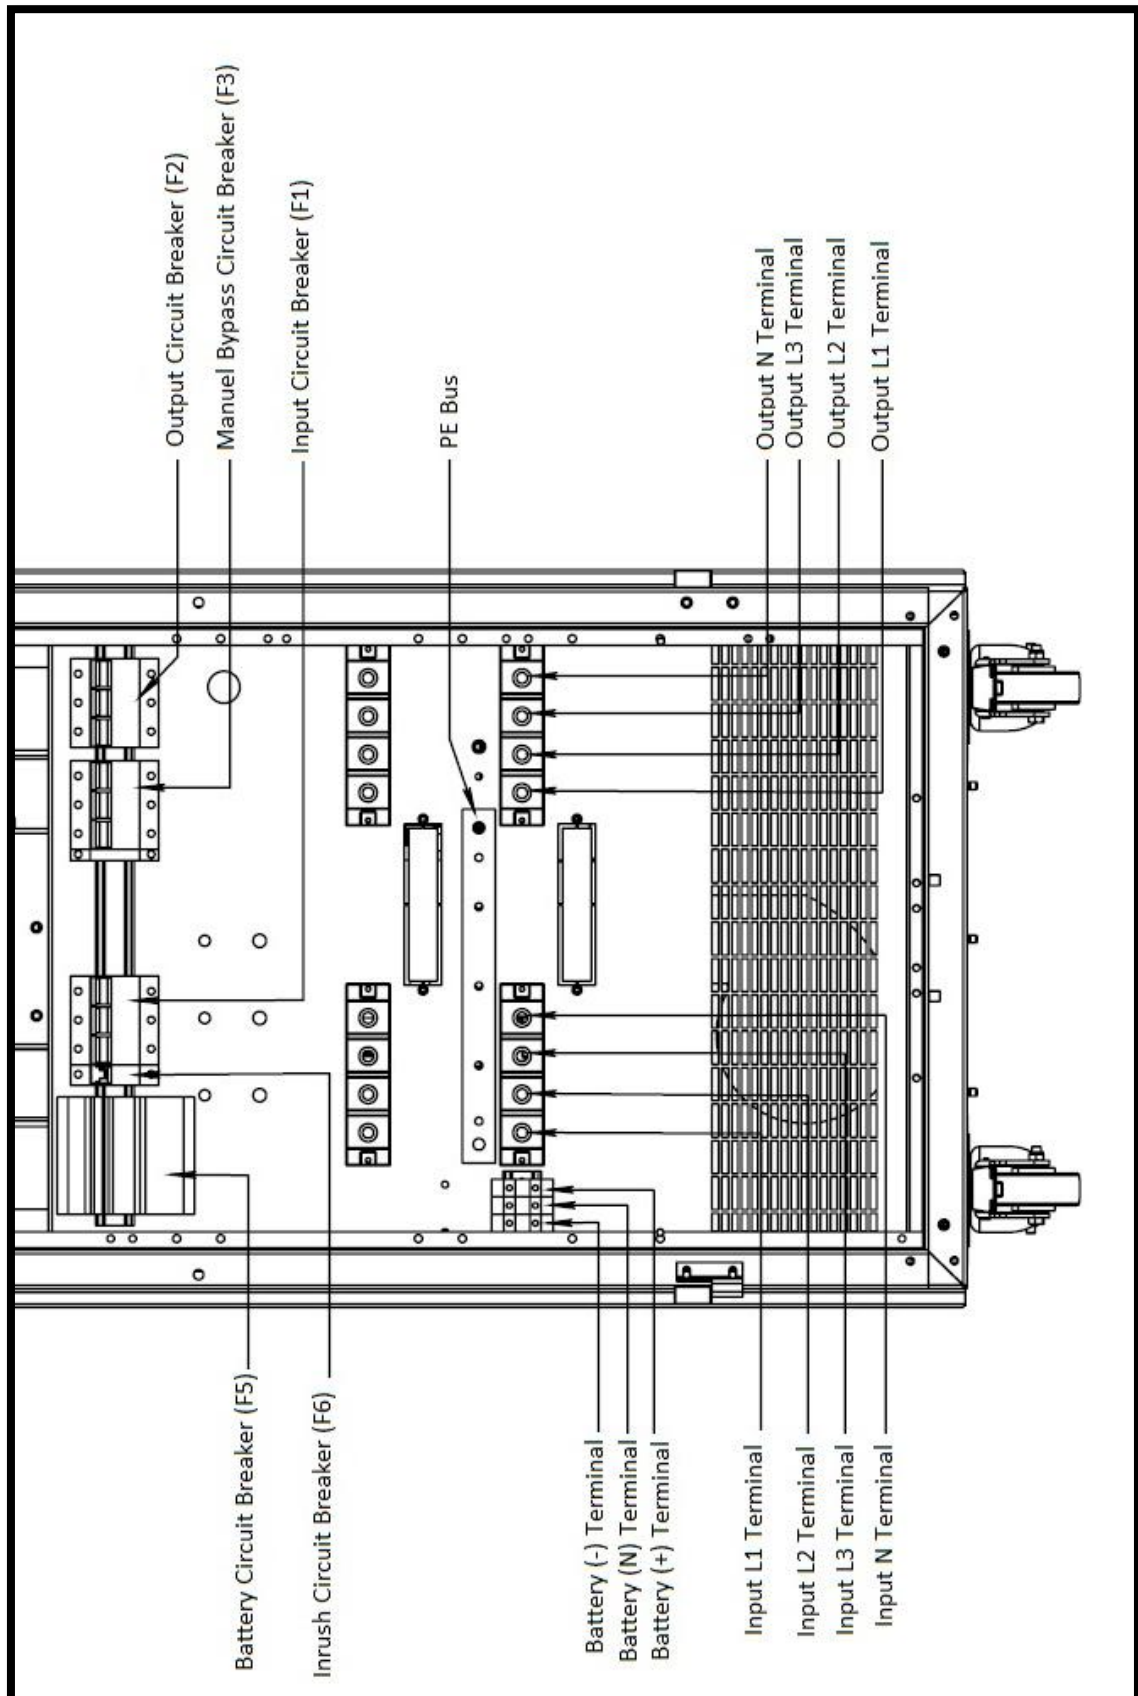 Output Circuit Breaker (F2)
Manuel Bypass Circuit Breaker (F3)
Input Circuit Breaker (F1)
PE Bus
Output N Terminal
Output L3 Terminal
Output L2 Terminal
Output L1 Terminal
Battery Circuit Breaker (F5)
Inrush Circuit Breaker (F6)
Battery (-) Terminal
Battery (N) Terminal
Battery (+) Terminal
Input L1 Terminal
Input L2 Terminal
Input L3 Terminal
Input N Terminal